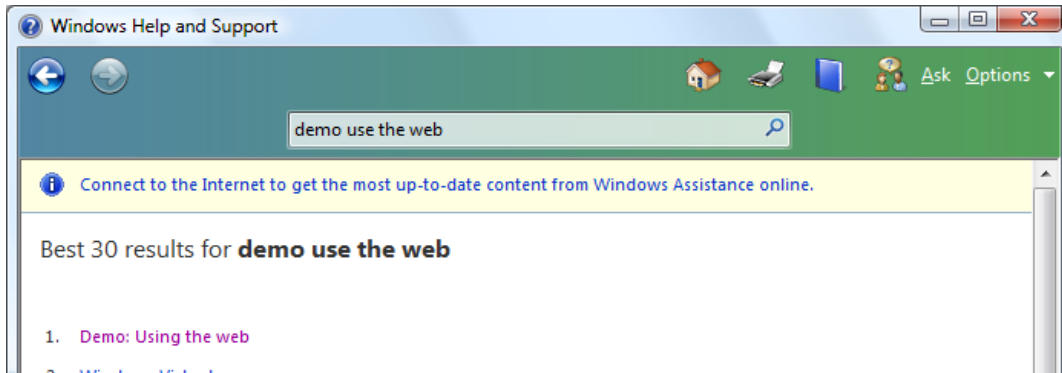 Windows Help and Support
Ask Options
demo use the web
Connect to the Internet to get the most up-to-date content from Windows Assistance online.
Best 30 results for demo use the web
1. Demo: Using the web